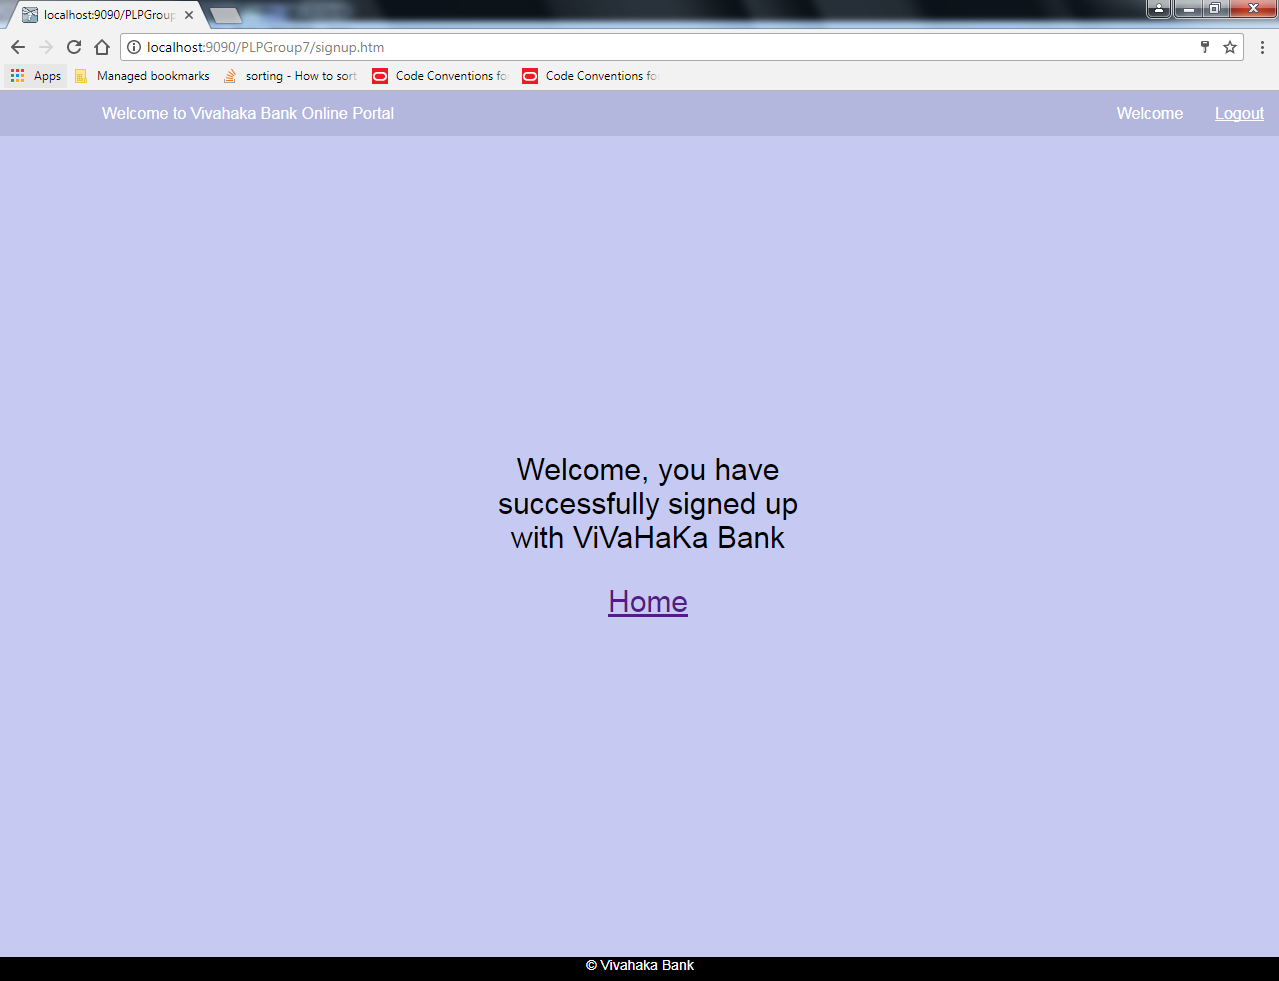 localhost:9090/PLPGroup
localhost:9090/PLPGroup7/signup.htm
Apps Managed bookmarks sorting - How to sort Code Conventions fo Code Conventions fo
Welcome to Vivahaka Bank Online Portal Welcome Logout
Welcome, you have
successfully signed up
with ViVaHaKa Bank
Home
© Vivahaka Bank